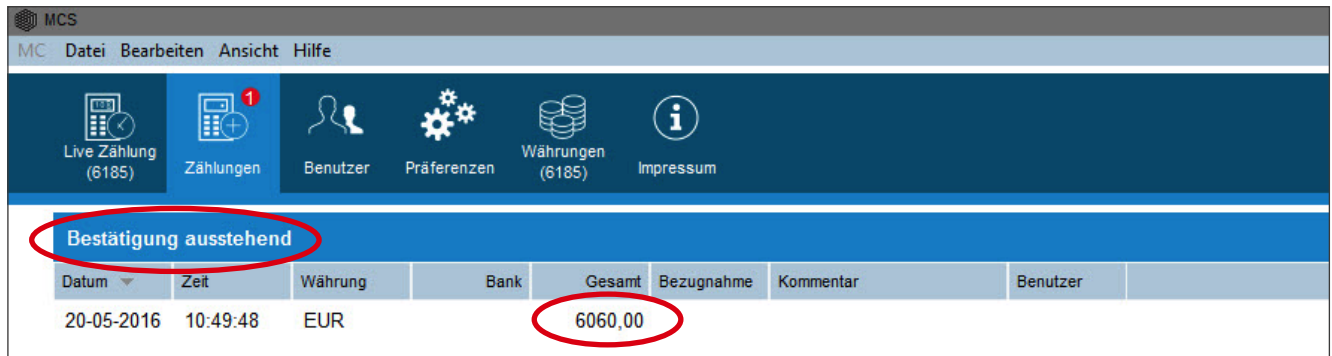 MCS
MC Datei Bearbeiten Ansicht Hilfe
1
Live Zählung
(6185)
Zählungen
Benutzer
Präferenzen
Währungen
(6185)
Impressum
Bestätigung ausstehend
Datum Zeit Währung Bank Gesamt Bezugnahme Kommentar Benutzer
20-05-2016 10:49:48 EUR 6060,00